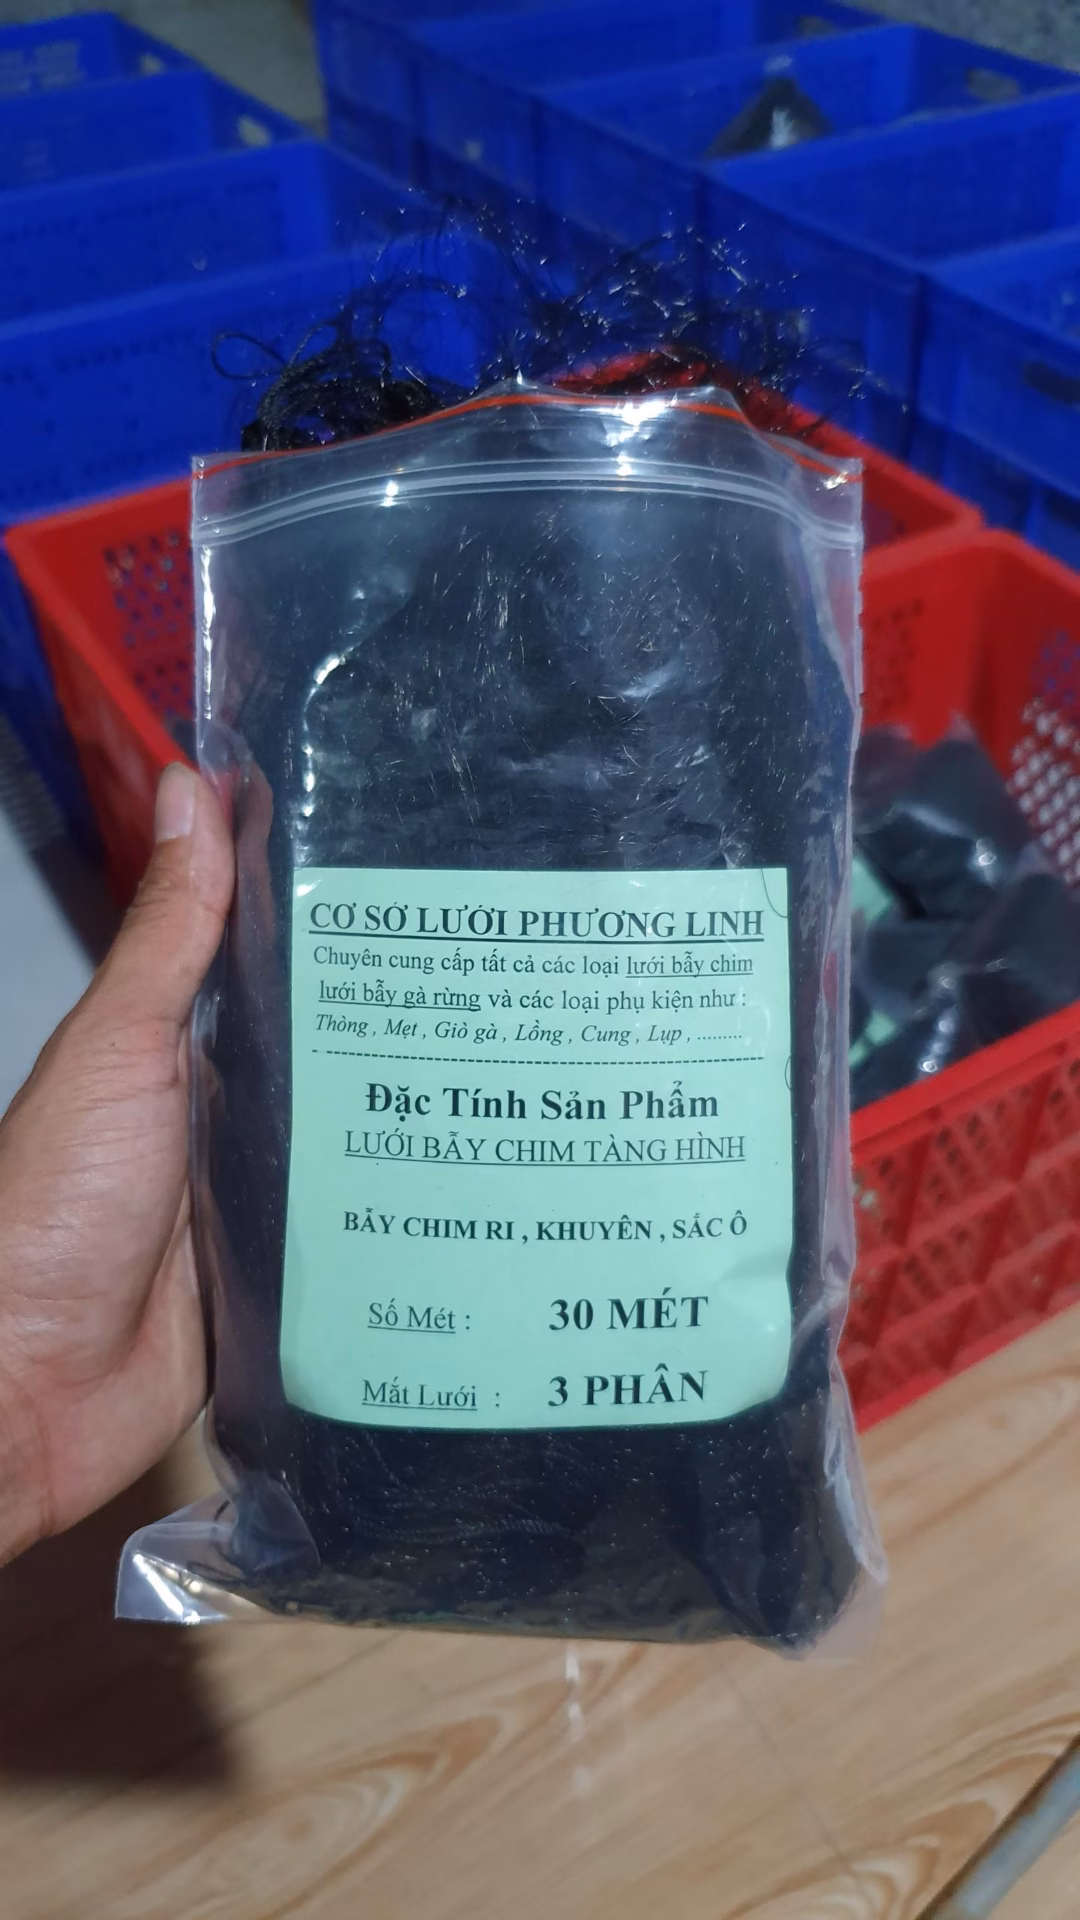 CƠ SỞ LƯỚI PHƯƠNG LINH
Chuyên cung cấp tất cả các loại lưới bẫy chim
lưới bẫy gà rừng và các loại phụ kiện như :
Thòng , Mẹt , Giò gà , Lồng , Cung , Lụp , .........
Đặc Tính Sản Phẩm
LƯỚI BẪY CHIM TÀNG HÌNH
BẪY CHIM RI , KHUYÊN , SẮC Ô
Số Mét : 30 MÉT
Mắt Lưới : 3 PHÂN